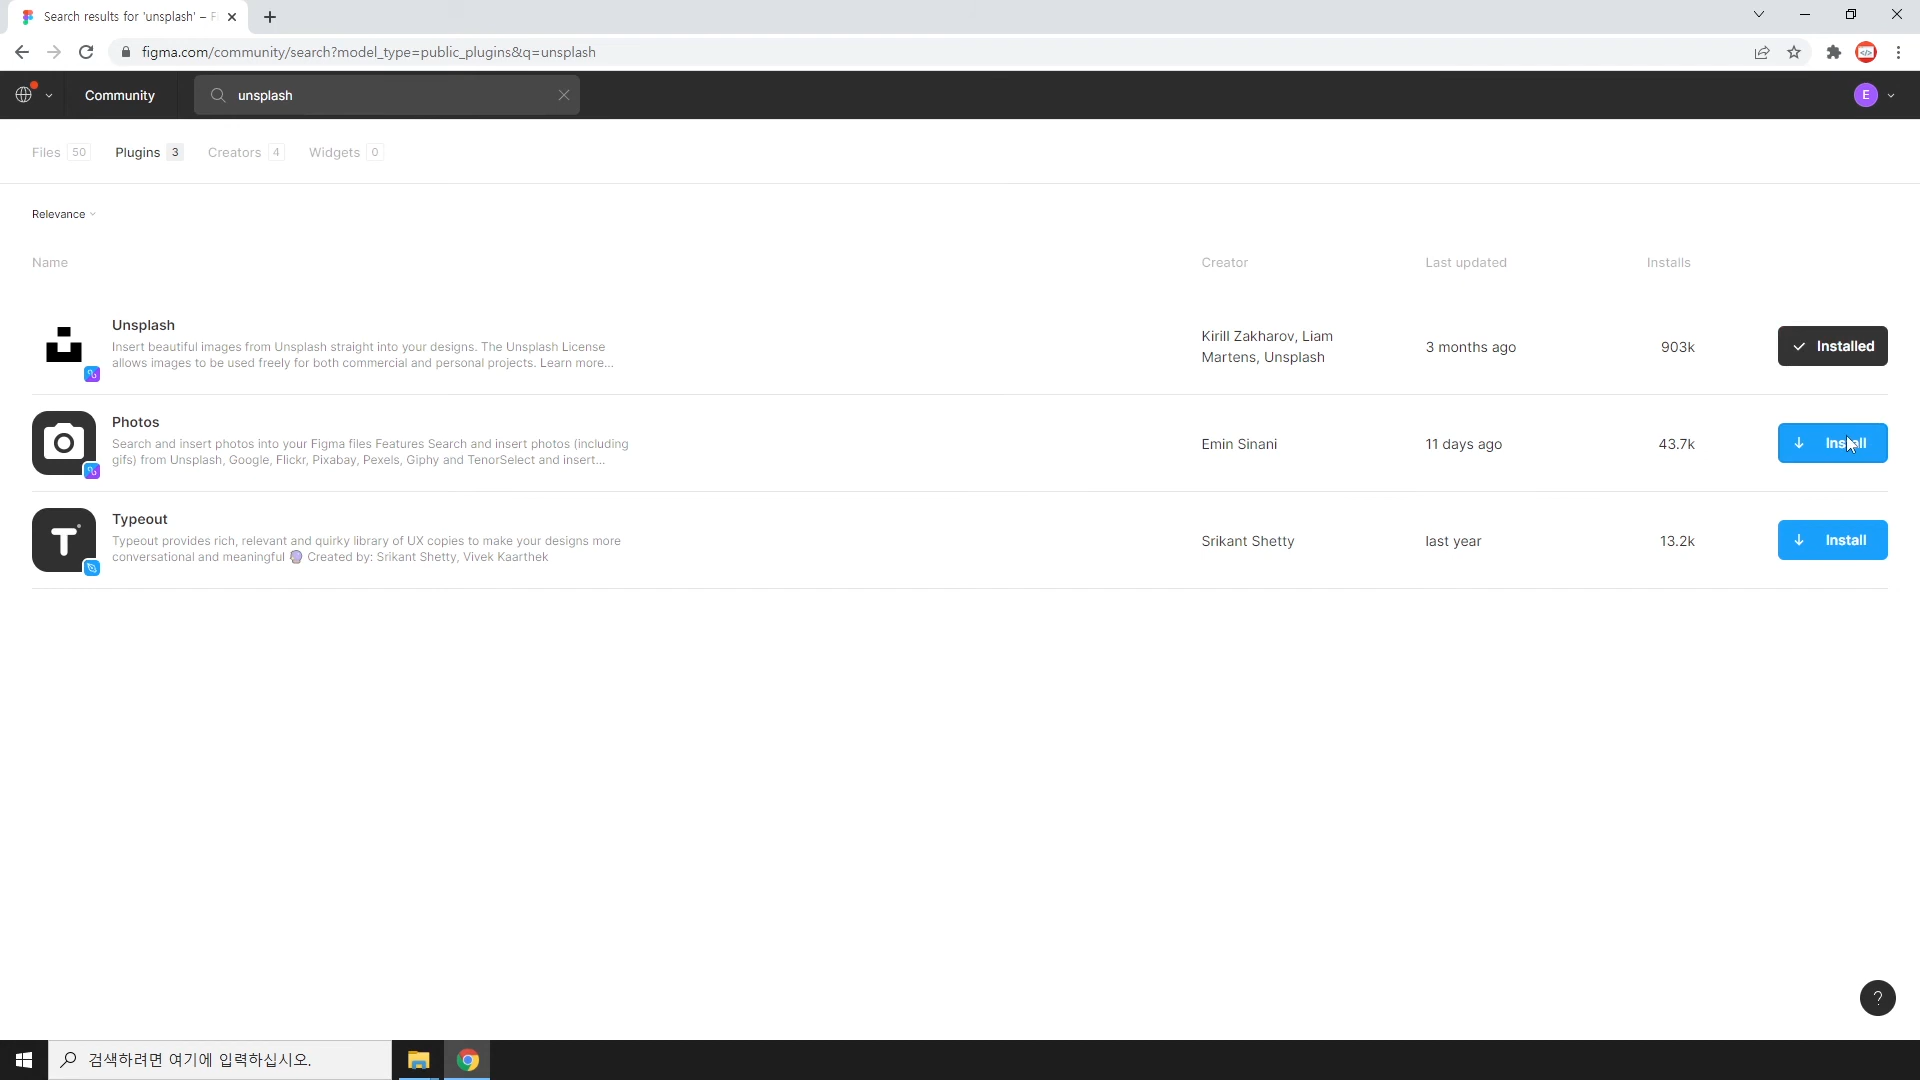 Search results for 'unsplash' – F
figma.com/community/search?model_type=public_plugins&q=unsplash
Community
unsplash
E
Files 50 Plugins 3 Creators 4 Widgets 0
Relevance
Name Creator Last updated Installs
Unsplash
Insert beautiful images from Unsplash straight into your designs. The Unsplash License
allows images to be used freely for both commercial and personal projects. Learn more...
Kirill Zakharov, Liam
Martens, Unsplash
3 months ago
903k
Installed
Photos
Search and insert photos into your Figma files Features Search and insert photos (including
gifs) from Unsplash, Google, Flickr, Pixabay, Pexels, Giphy and TenorSelect and insert...
Emin Sinani
11 days ago
43.7k
Install
T
Typeout
Typeout provides rich, relevant and quirky library of UX copies to make your designs more
conversational and meaningful 🔮 Created by: Srikant Shetty, Vivek Kaarthek
Srikant Shetty
last year
13.2k
Install
?
검색하려면 여기에 입력하십시오.